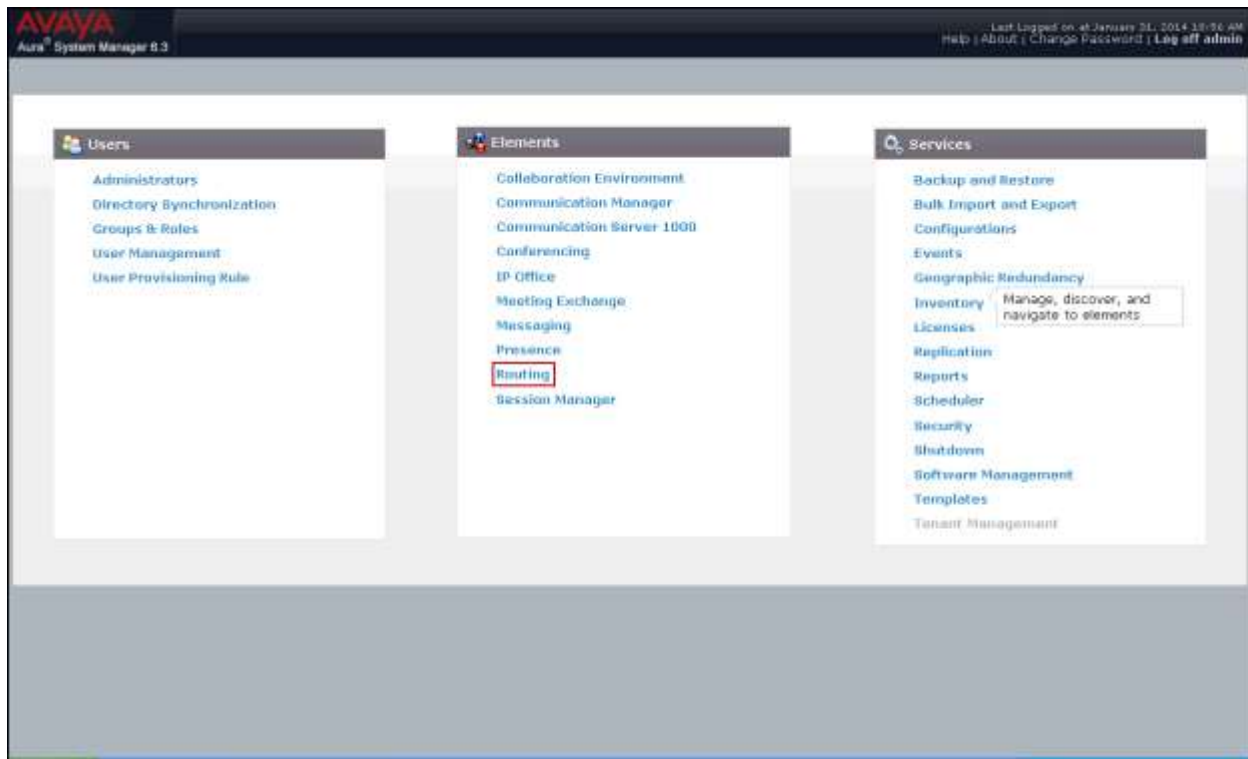 AVAYA
Aura® System Manager 6.3
Last Logged on at January 31, 2014 10:56 AM
Help | About | Change Password | Log off admin
Users
Administrators
Directory Synchronization
Groups & Roles
User Management
User Provisioning Rule
Elements
Collaboration Environment
Communication Manager
Communication Server 1000
Conferencing
IP Office
Meeting Exchange
Messaging
Presence
Routing
Session Manager
Services
Backup and Restore
Bulk Import and Export
Configurations
Events
Geographic Redundancy
Inventory
Manage, discover, and
navigate to elements
Licenses
Replication
Reports
Scheduler
Security
Shutdown
Software Management
Templates
Tenant Management